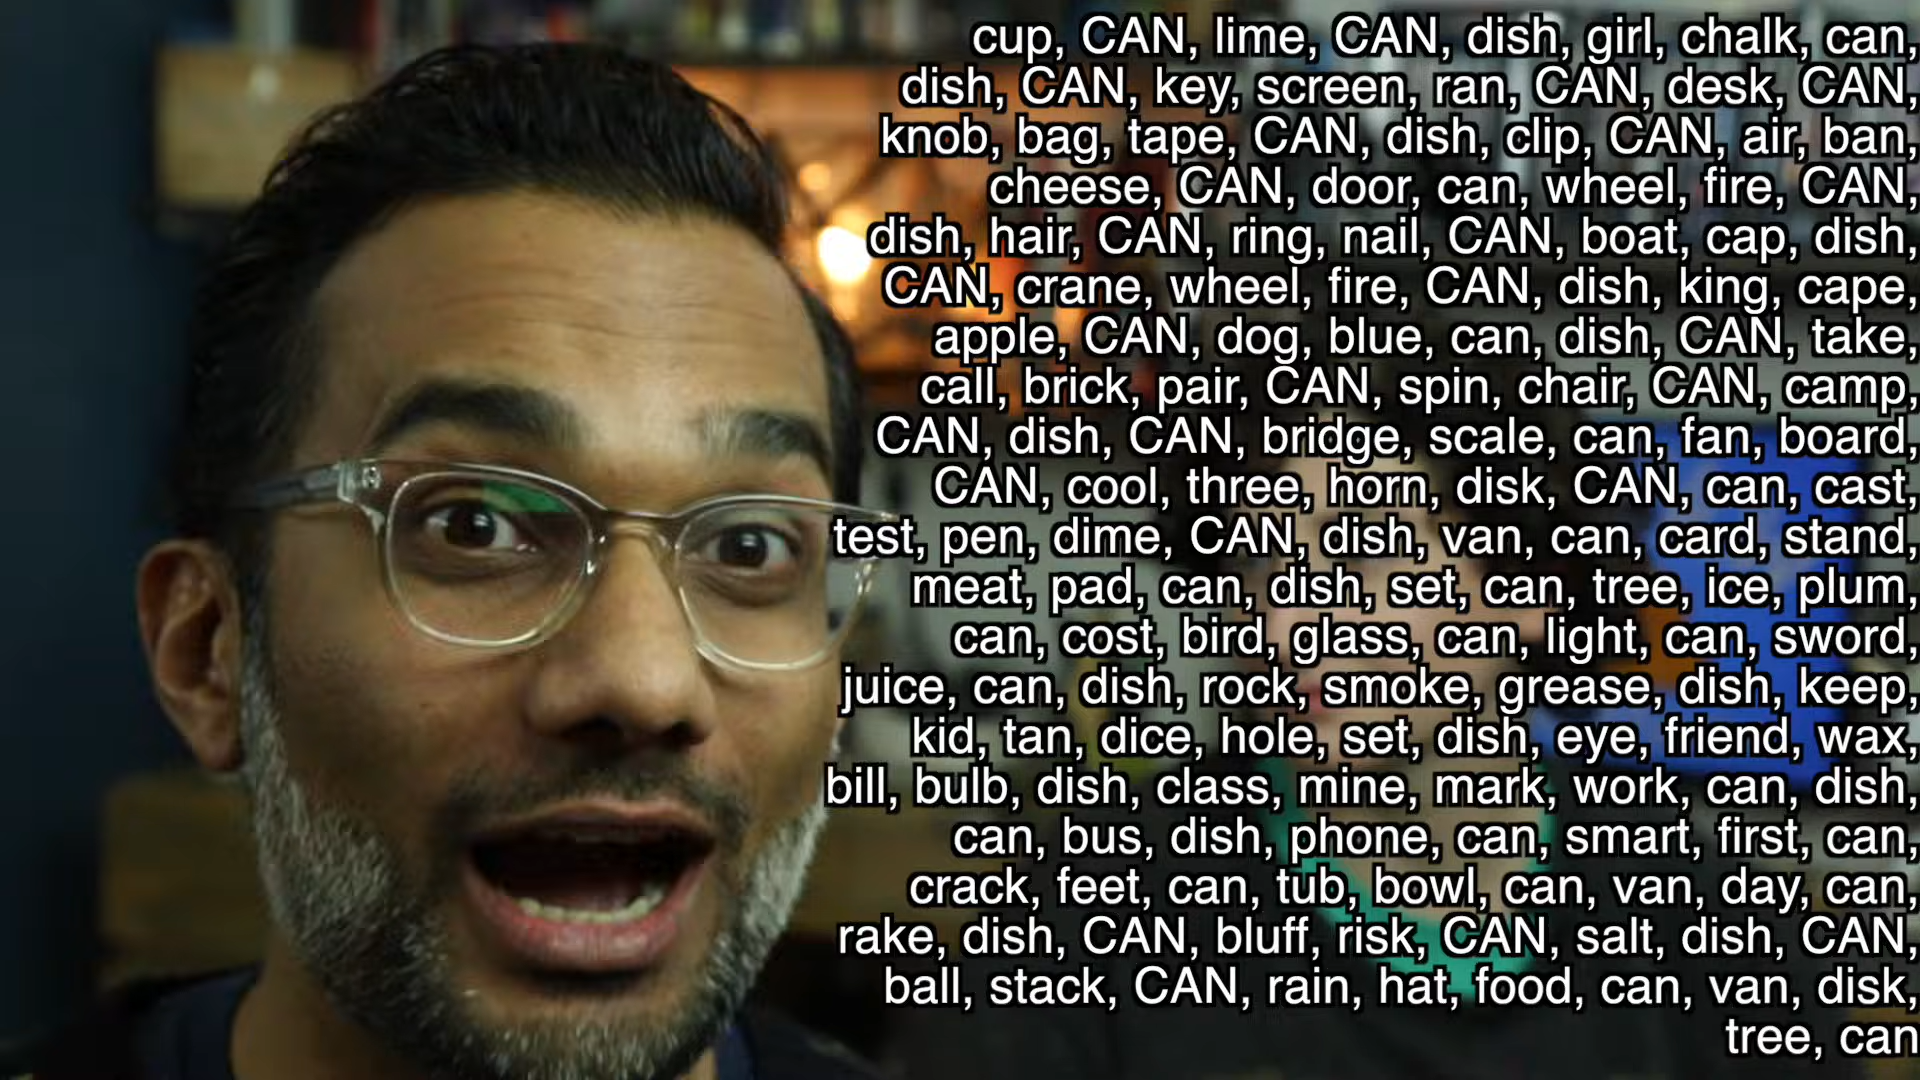 cup, CAN, lime, CAN, dish, girl, chalk, can,
dish, CAN, key, screen, ran, CAN, desk, CAN,
knob, bag, tape, CAN, dish, clip, CAN, air, ban,
cheese, CAN, door, can, wheel, fire, CAN,
dish, hair, CAN, ring, nail, CAN, boat, cap, dish,
CAN, crane, wheel, fire, CAN, dish, king, cape,
apple, CAN, dog, blue, can, dish, CAN, take,
call, brick, pair, CAN, spin, chair, CAN, camp,
CAN, dish, CAN, bridge, scale, can, fan, board,
CAN, cool, three, horn, disk, CAN, can, cast,
test, pen, dime, CAN, dish, van, can, card, stand,
meat, pad, can, dish, set, can, tree, ice, plum,
can, cost, bird, glass, can, light, can, sword,
juice, can, dish, rock, smoke, grease, dish, keep,
kid, tan, dice, hole, set, dish, eye, friend, wax,
bill, bulb, dish, class, mine, mark, work, can, dish,
can, bus, dish, phone, can, smart, first, can,
crack, feet, can, tub, bowl, can, van, day, can,
rake, dish, CAN, bluff, risk, CAN, salt, dish, CAN,
ball, stack, CAN, rain, hat, food, can, van, disk,
tree, can